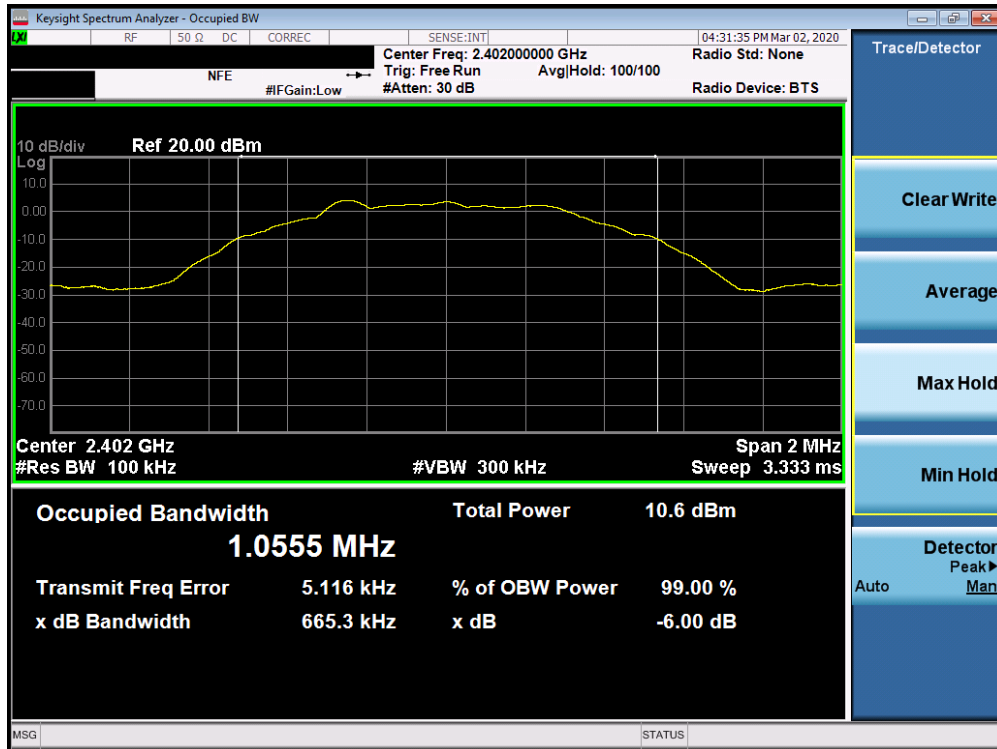 Keysight Spectrum Analyzer - Occupied BW
LXI RF 50 Ω DC CORREC SENSE:INT 04:31:35 PM Mar 02, 2020
Center Freq: 2.402000000 GHz Radio Std: None
NFE Trig: Free Run Avg|Hold: 100/100
#IFGain:Low #Atten: 30 dB Radio Device: BTS
Trace/Detector
10 dB/div Ref 20.00 dBm
Log
10.0
0.00
-10.0
-20.0
-30.0
-40.0
-50.0
-60.0
-70.0
Center 2.402 GHz Span 2 MHz
#Res BW 100 kHz #VBW 300 kHz Sweep 3.333 ms
Occupied Bandwidth Total Power 10.6 dBm
1.0555 MHz
Transmit Freq Error 5.116 kHz % of OBW Power 99.00 %
x dB Bandwidth 665.3 kHz x dB -6.00 dB
Clear Write
Average
Max Hold
Min Hold
Detector
Peak▶
Auto Man
MSG STATUS